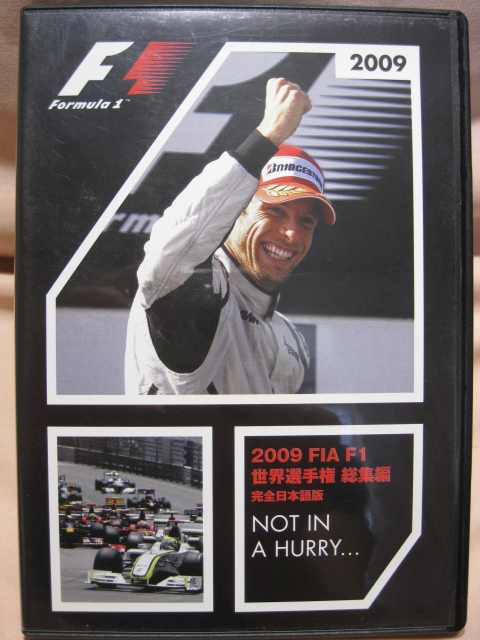 F1
Formula 1™
2009
BRIDGESTONE
2009 FIA F1
世界選手権 総集編
完全日本語版
NOT IN
A HURRY...